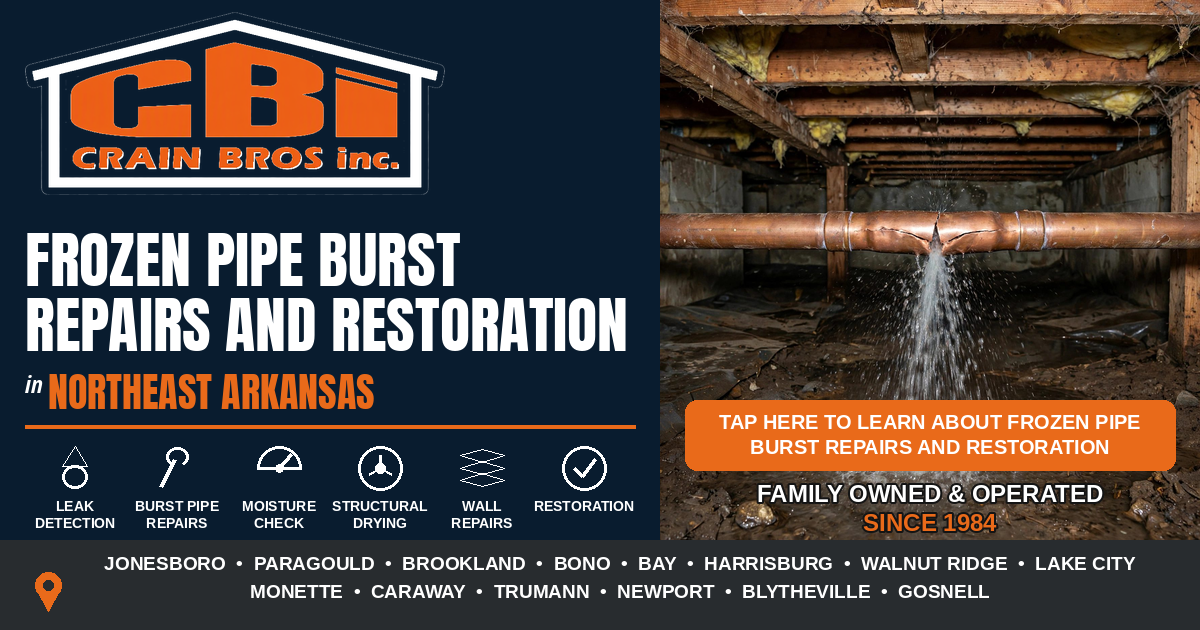 CBi
CRAIN BROS inc.
FROZEN PIPE BURST
REPAIRS AND RESTORATION
in NORTHEAST ARKANSAS
LEAK
DETECTION
BURST PIPE
REPAIRS
MOISTURE
CHECK
STRUCTURAL
DRYING
WALL
REPAIRS
RESTORATION
TAP HERE TO LEARN ABOUT FROZEN PIPE
BURST REPAIRS AND RESTORATION
FAMILY OWNED & OPERATED
SINCE 1984
JONESBORO • PARAGOULD • BROOKLAND • BONO • BAY • HARRISBURG • WALNUT RIDGE • LAKE CITY
MONETTE • CARAWAY • TRUMANN • NEWPORT • BLYTHEVILLE • GOSNELL